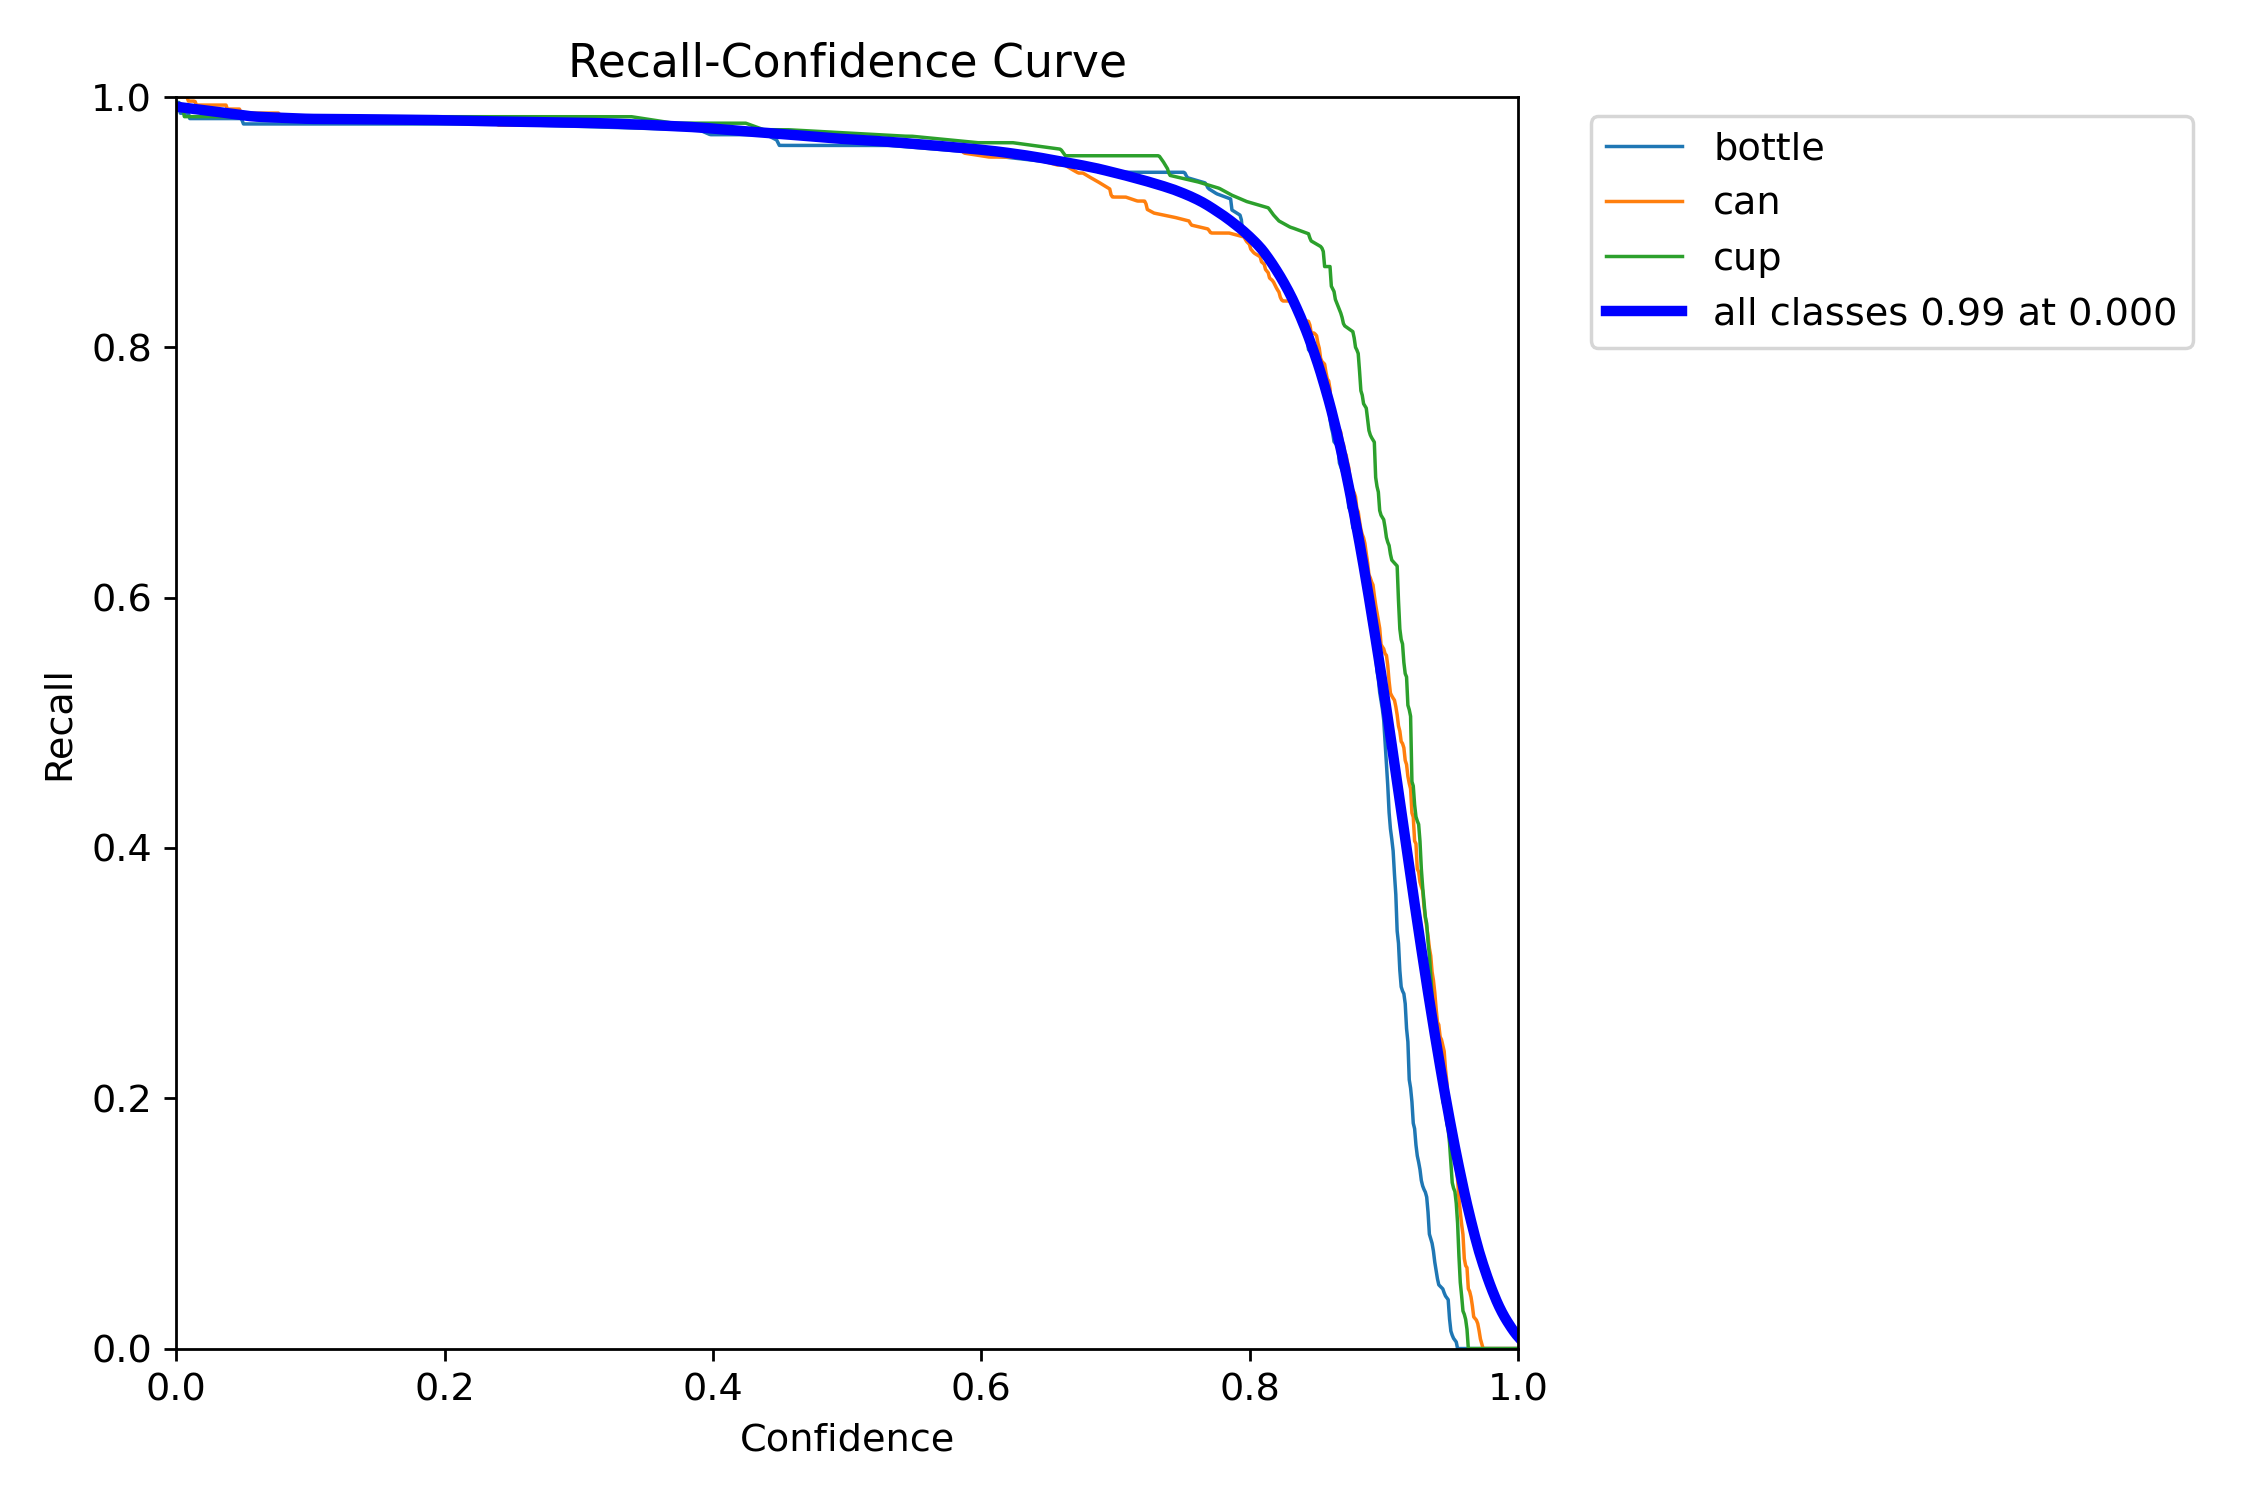 Recall-Confidence Curve
1.0
0.8
0.6
0.4
0.2
0.0
Recall
0.0 0.2 0.4 0.6 0.8 1.0
Confidence
bottle
can
cup
all classes 0.99 at 0.000